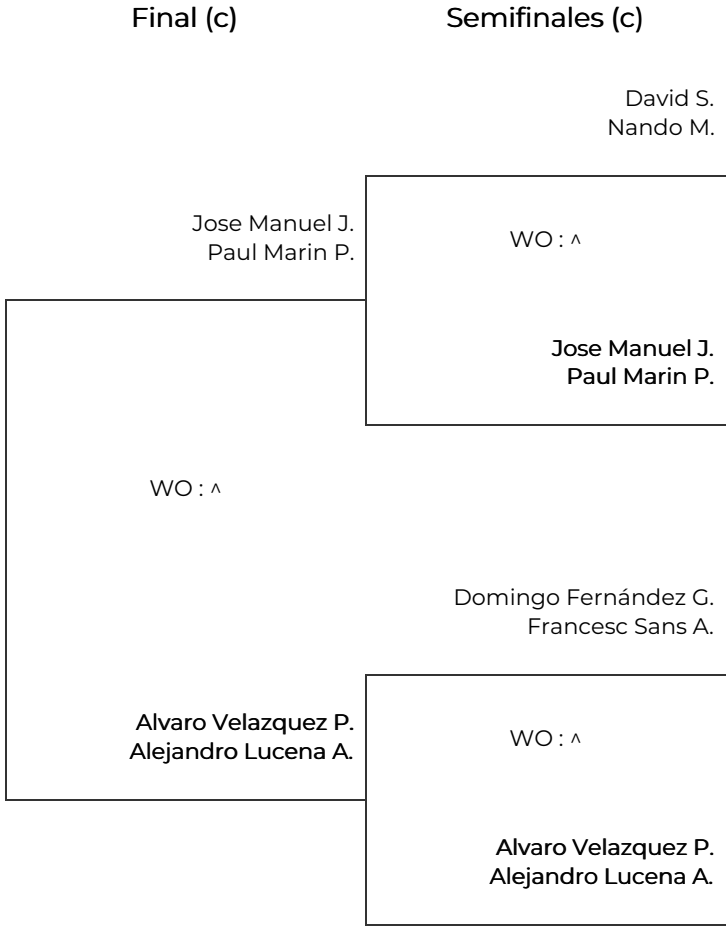 Final (c)
Semifinales (c)
David S.
Nando M.
Jose Manuel J.
Paul Marin P.
WO : ^
Jose Manuel J.
Paul Marin P.
WO : ^
Domingo Fernández G.
Francesc Sans A.
Alvaro Velazquez P.
Alejandro Lucena A.
WO : ^
Alvaro Velazquez P.
Alejandro Lucena A.